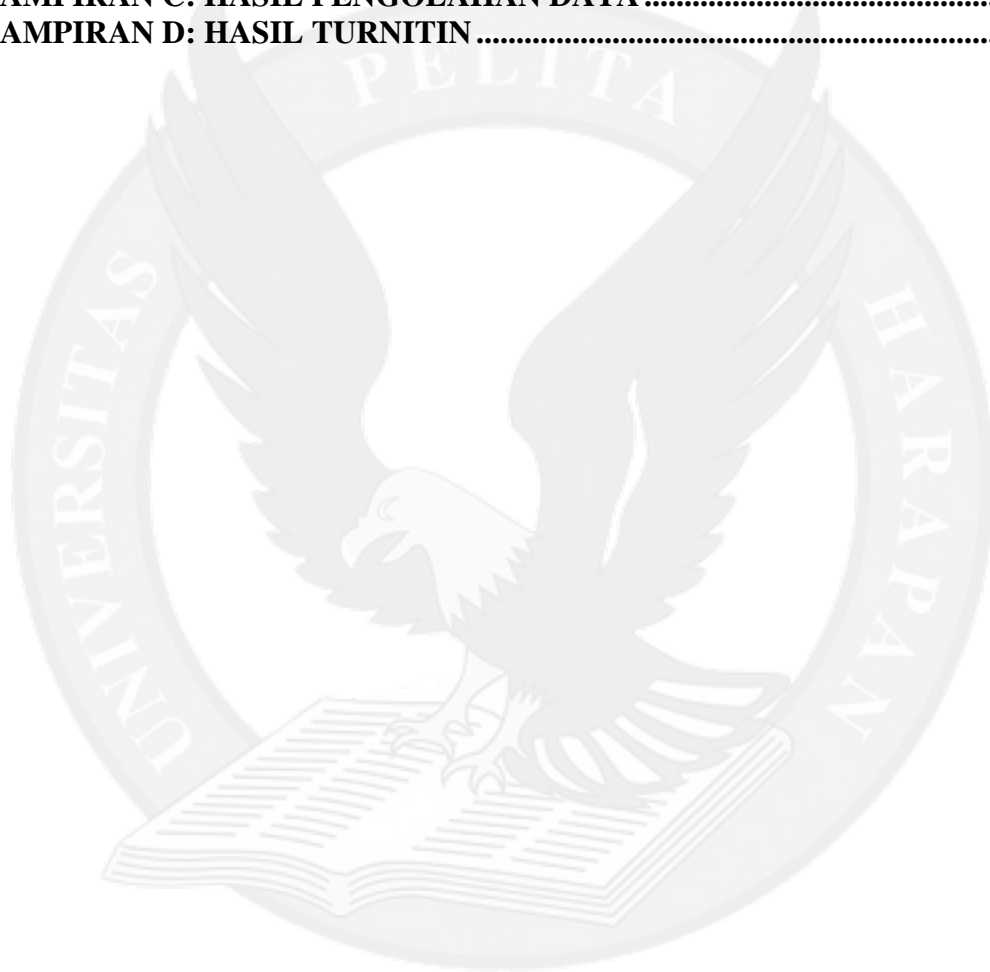 AMPIRAN C: HASIL PENGOLAHAN DATA
AMPIRAN D: HASIL TURNITIN
UNIVERSITAS PELITA HARAPAN